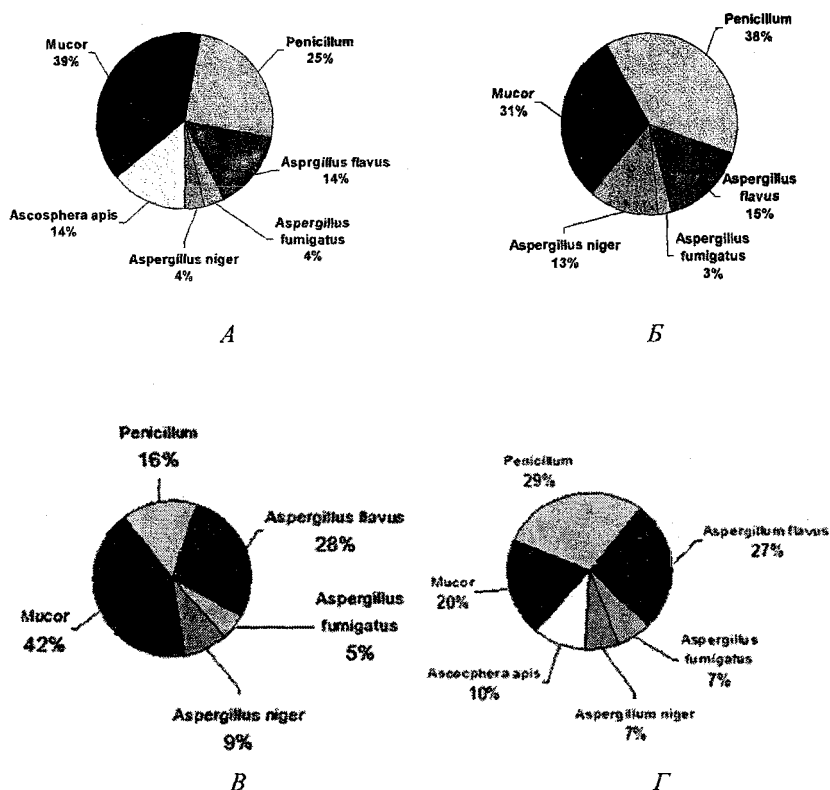 Mucor
39%
Penicillum
25%
Asprgillus flavus
14%
Aspergillus
fumigatus
4%
Aspergillus niger
4%
Ascosphera apis
14%
А
Penicillum
38%
Mucor
31%
Aspergillus
flavus
15%
Aspergillus
fumigatus
3%
Aspergillus niger
13%
Б
Penicillum
16%
Aspergillus flavus
28%
Aspergillus
fumigatus
5%
Mucor
42%
Aspergillus niger
9%
В
Penicillum
29%
Aspergillum flavus
27%
Mucor
20%
Aspergillus
fumigatus
7%
Ascocphera apis
10%
Aspergillum niger
7%
Г